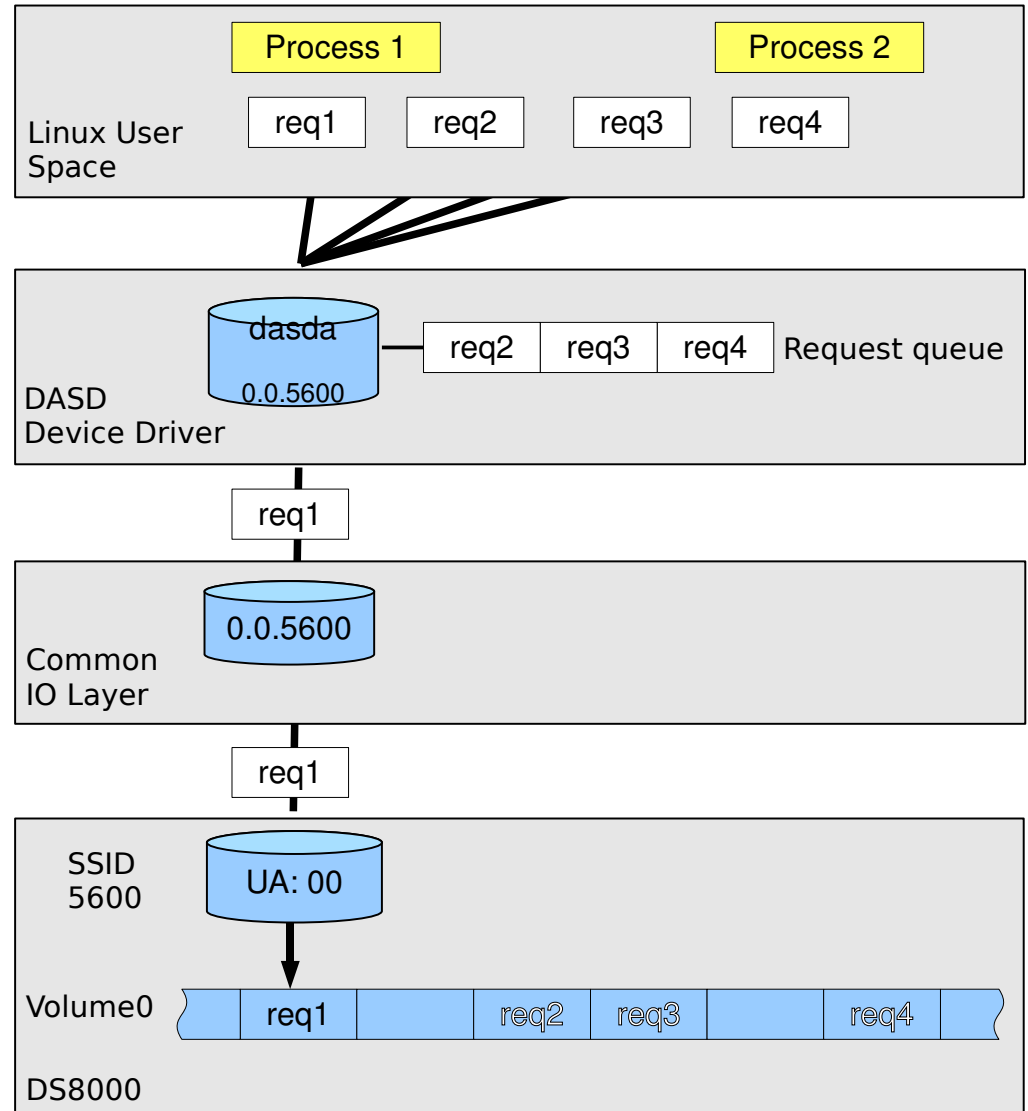 Process 1
Process 2
req1
req2
req3
req4
Linux User
Space
dasda
0.0.5600
req2
req3
req4
Request queue
DASD
Device Driver
req1
0.0.5600
Common
IO Layer
req1
SSID
5600
UA: 00
Volume0
req1
req2
req3
req4
DS8000